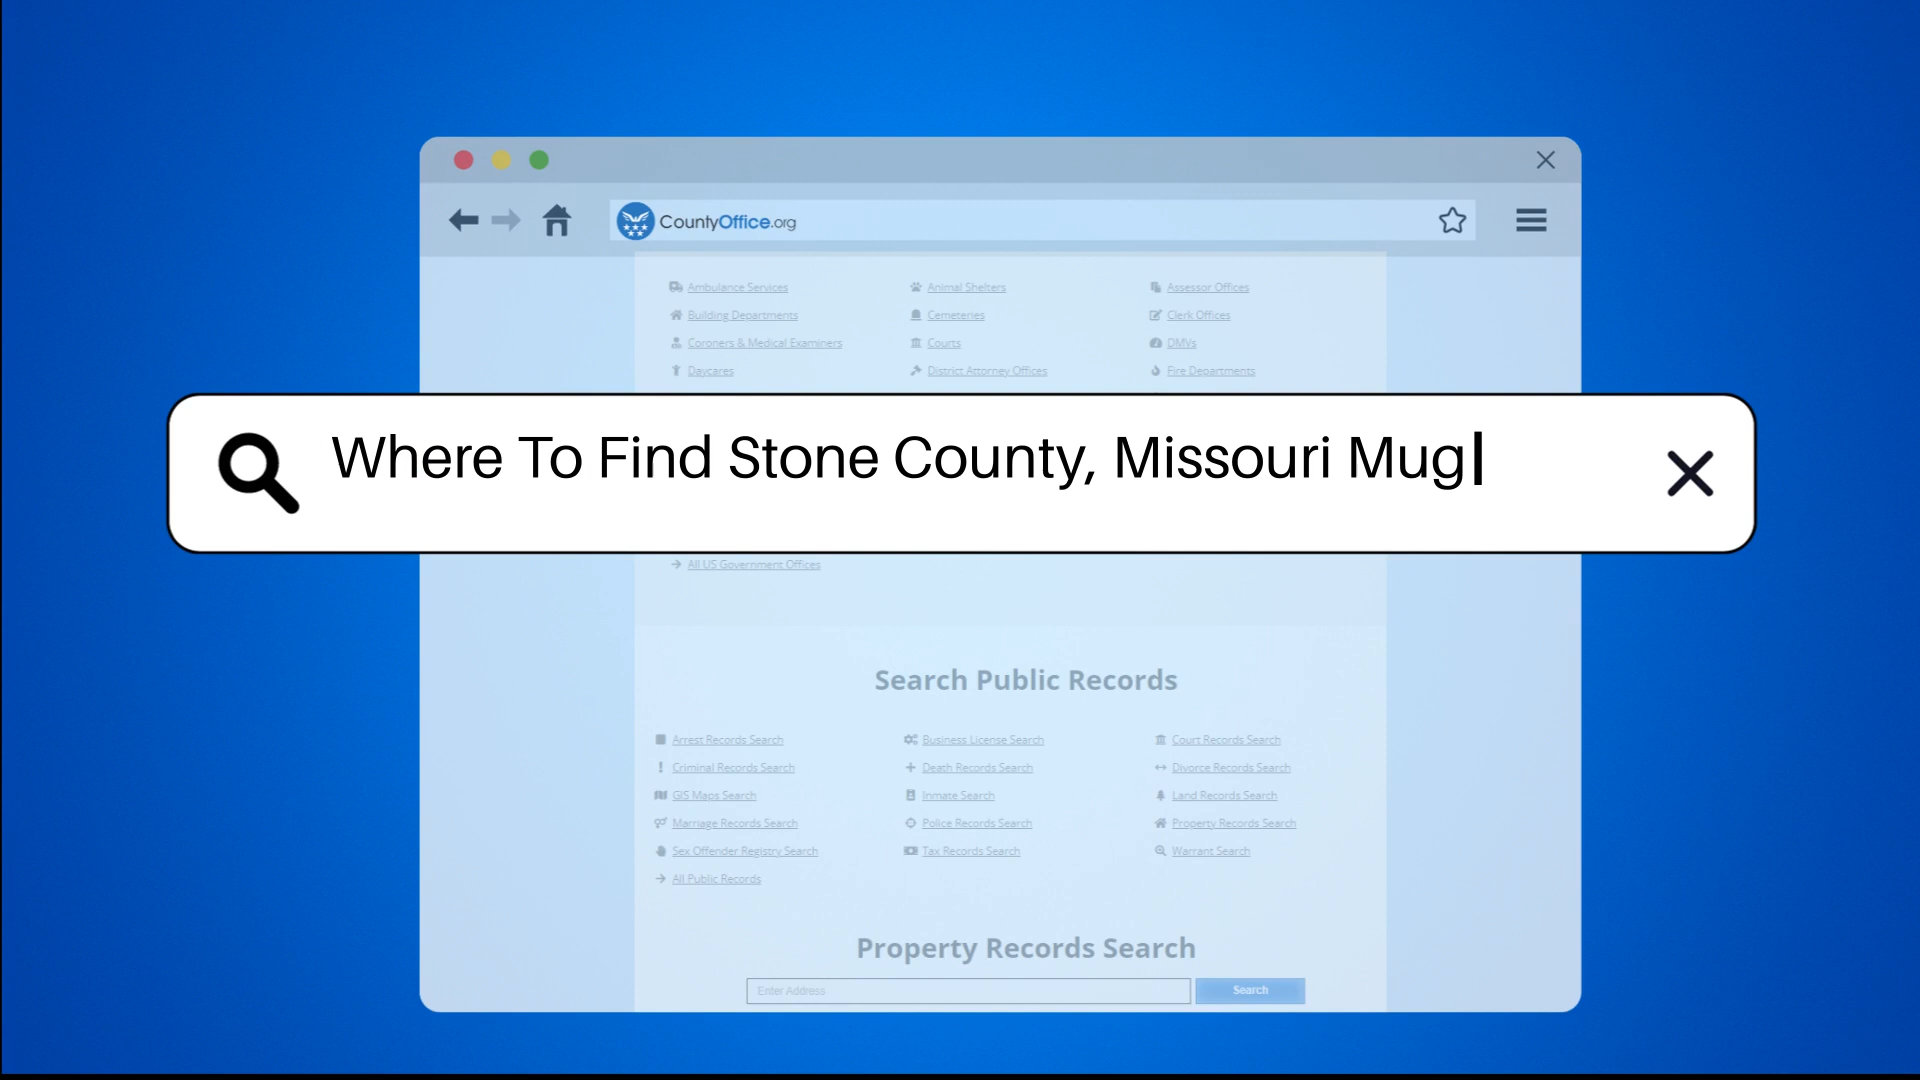 CountyOffice.org
Ambulance Services Animal Shelters Assessor Offices
Building Departments Cemeteries Clerk Offices
Coroners & Medical Examiners Courts DMVs
Daycares District Attorney Offices Fire Departments
Where To Find Stone County, Missouri Mug
All US Government Offices
Search Public Records
Arrest Records Search Business License Search Court Records Search
Criminal Records Search Death Records Search Divorce Records Search
GIS Maps Search Inmate Search Land Records Search
Marriage Records Search Police Records Search Property Records Search
Sex Offender Registry Search Tax Records Search Warrant Search
All Public Records
Property Records Search
Enter Address Search